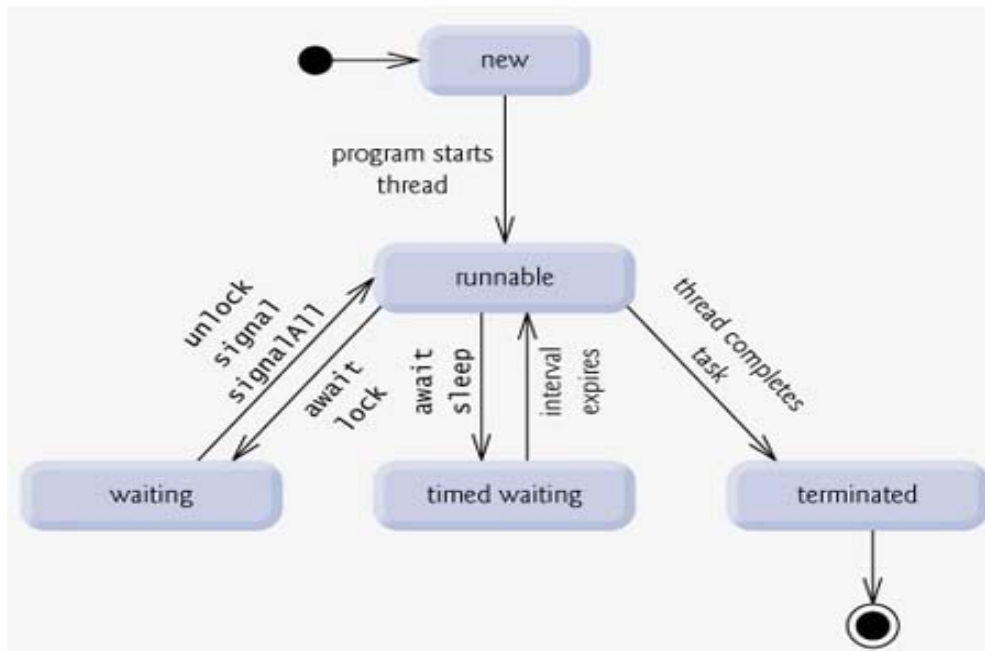 new
program starts
thread
runnable
unlock
signal
signalAll
await
lock
await
sleep
interval
expires
thread completes
task
waiting
timed waiting
terminated